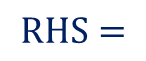 RHS =